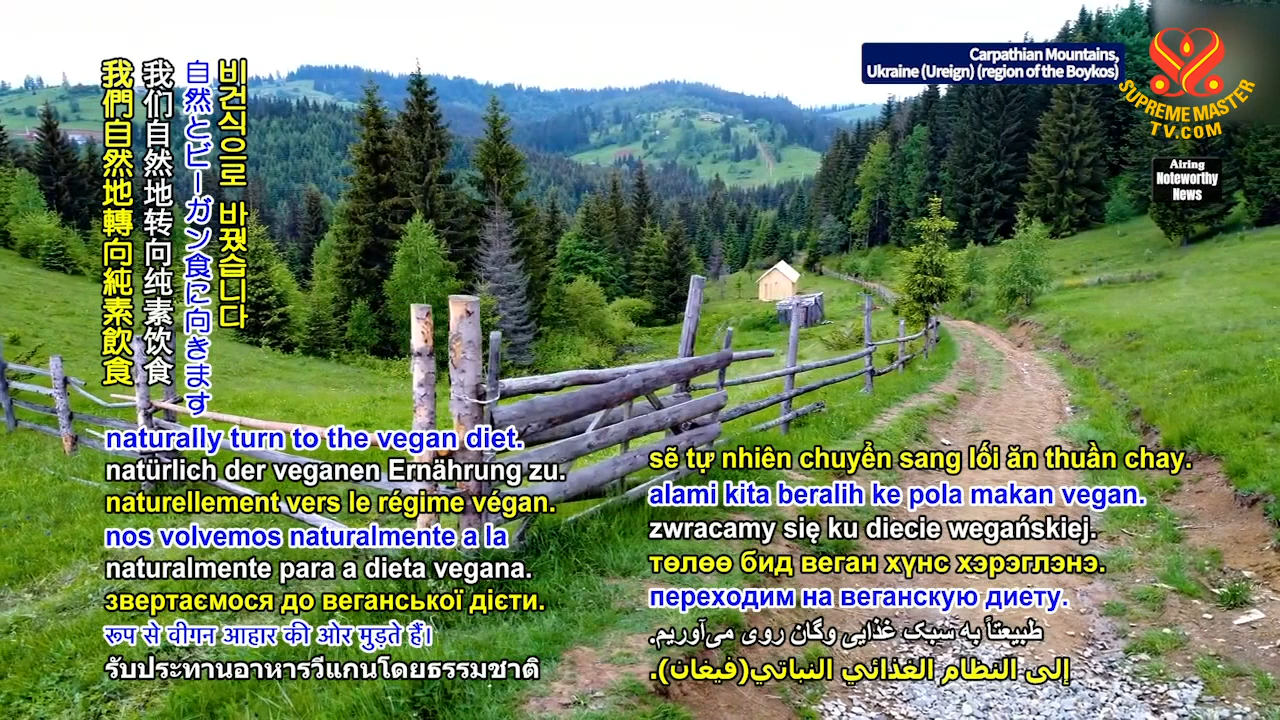 Carpathian Mountains,
Ukraine (Ureign) (region of the Boykos)
SUPREME MASTER
TV.COM
Airing
Noteworthy
News
비건식으로 바꿨습니다
自然とビーガン食に向きます
我们自然地转向纯素饮食
我們自然地轉向純素飲食
naturally turn to the vegan diet.
natürlich der veganen Ernährung zu.
naturellement vers le régime végan.
nos volvemos naturalmente a la
naturalmente para a dieta vegana.
звертаємося до веганської дієти.
रूप से वीगन आहार की ओर मुड़ते हैं।
รับประทานอาหารวีแกนโดยธรรมชาติ
sẽ tự nhiên chuyển sang lối ăn thuần chay.
alami kita beralih ke pola makan vegan.
zwracamy się ku diecie wegańskiej.
төлөө бид веган хүнс хэрэглэнэ.
переходим на веганскую диету.
طبیعتاً به سبک غذایی وگان روی می‌آوریم.
إلى النظام الغذائي النباتي(فيغان).